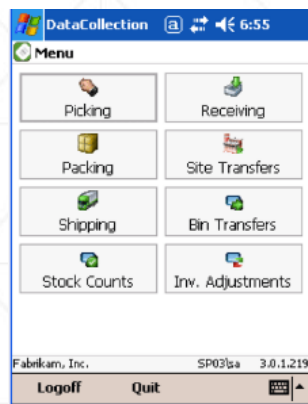 DataCollection a 6:55
Menu
Picking Receiving
Packing Site Transfers
Shipping Bin Transfers
Stock Counts Inv. Adjustments
Fabrikam, Inc. SP03\sa 3.0.1.219
Logoff Quit